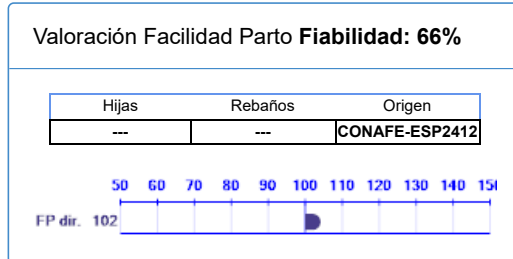 Valoración Facilidad Parto Fiabilidad: 66%
Hijas Rebaños Origen
--- --- CONAFE-ESP2412
50 60 70 80 90 100 110 120 130 140 15
FP dir. 102